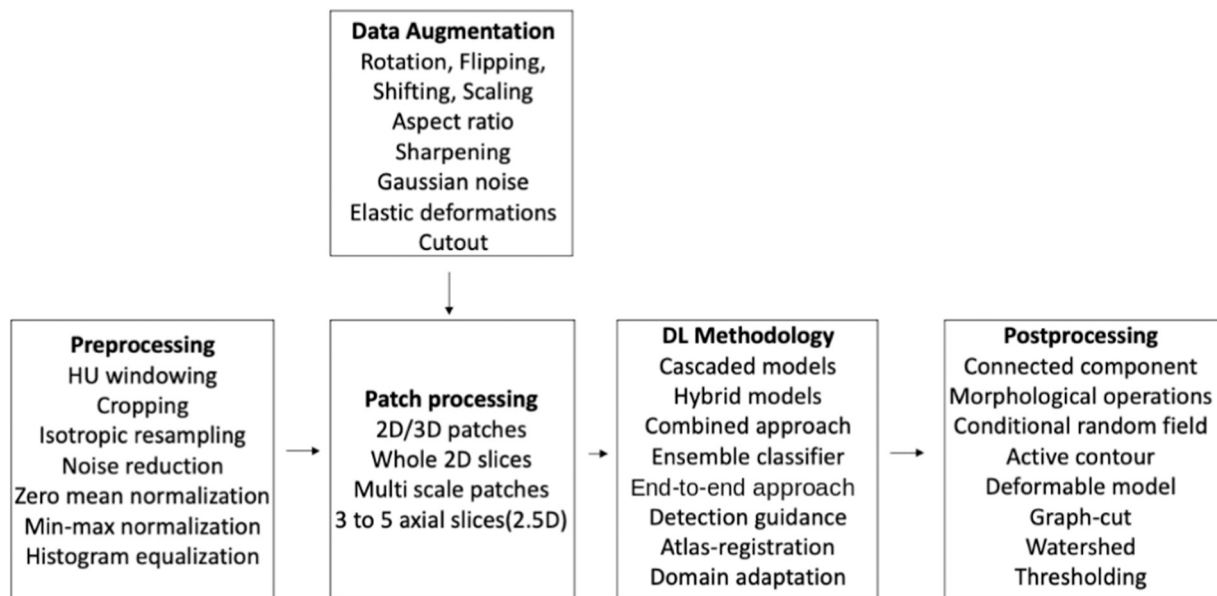 Data Augmentation
Rotation, Flipping,
Shifting, Scaling
Aspect ratio
Sharpening
Gaussian noise
Elastic deformations
Cutout
Preprocessing
HU windowing
Cropping
Isotropic resampling
Noise reduction
Zero mean normalization
Min-max normalization
Histogram equalization
Patch processing
2D/3D patches
Whole 2D slices
Multi scale patches
3 to 5 axial slices(2.5D)
DL Methodology
Cascaded models
Hybrid models
Combined approach
Ensemble classifier
End-to-end approach
Detection guidance
Atlas-registration
Domain adaptation
Postprocessing
Connected component
Morphological operations
Conditional random field
Active contour
Deformable model
Graph-cut
Watershed
Thresholding